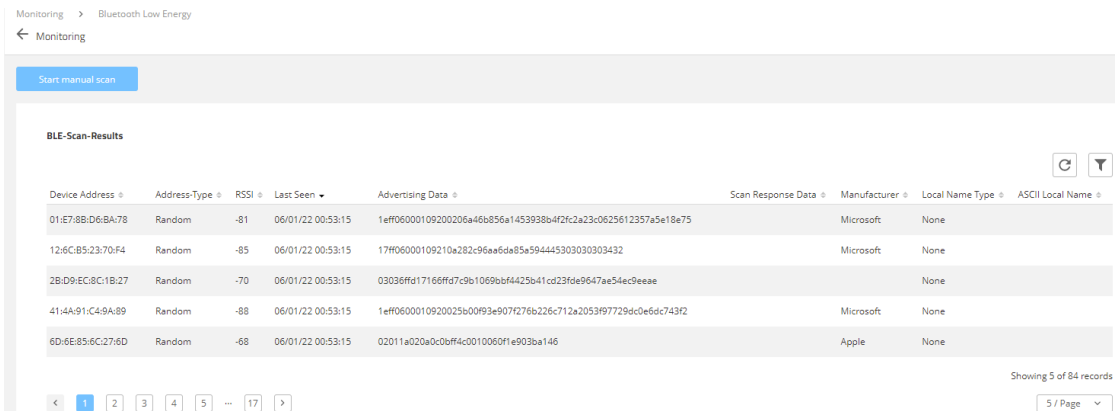 Monitoring > Bluetooth Low Energy
← Monitoring
Start manual scan
BLE-Scan-Results
Device Address Address-Type RSSI Last Seen Advertising Data Scan Response Data Manufacturer Local Name Type ASCII Local Name
01:E7:8B:D6:BA:78 Random -81 06/01/22 00:53:15 1eff06000109200206a46b856a1453938b4f2fc2a23c0625612357a5e18e75 Microsoft None
12:6C:B5:23:70:F4 Random -85 06/01/22 00:53:15 17ff06000109210a282c96aa6da85a594445303030303432 Microsoft None
2B:D9:EC:8C:1B:27 Random -70 06/01/22 00:53:15 03036ffd17166ffd7c9b1069bbf4425b41cd23fde9647ae54ec9eeae None
41:4A:91:C4:9A:89 Random -88 06/01/22 00:53:15 1eff0600010920025b00f93e907f276b226c712a2053f97729dc0e6dc743f2 Microsoft None
6D:6E:85:6C:27:6D Random -68 06/01/22 00:53:15 02011a020a0c0bff4c0010060f1e903ba146 Apple None
Showing 5 of 84 records
< 1 2 3 4 5 ... 17 > 5 / Page